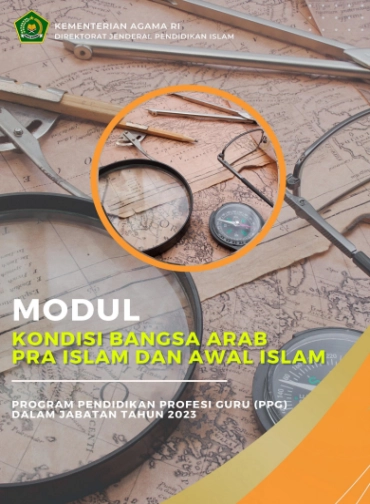 KEMENTERIAN AGAMA RI
DIREKTORAT JENDERAL PENDIDIKAN ISLAM
MODUL
KONDISI BANGSA ARAB
PRA ISLAM DAN AWAL ISLAM
PROGRAM PENDIDIKAN PROFESI GURU (PPG)
DALAM JABATAN TAHUN 2023